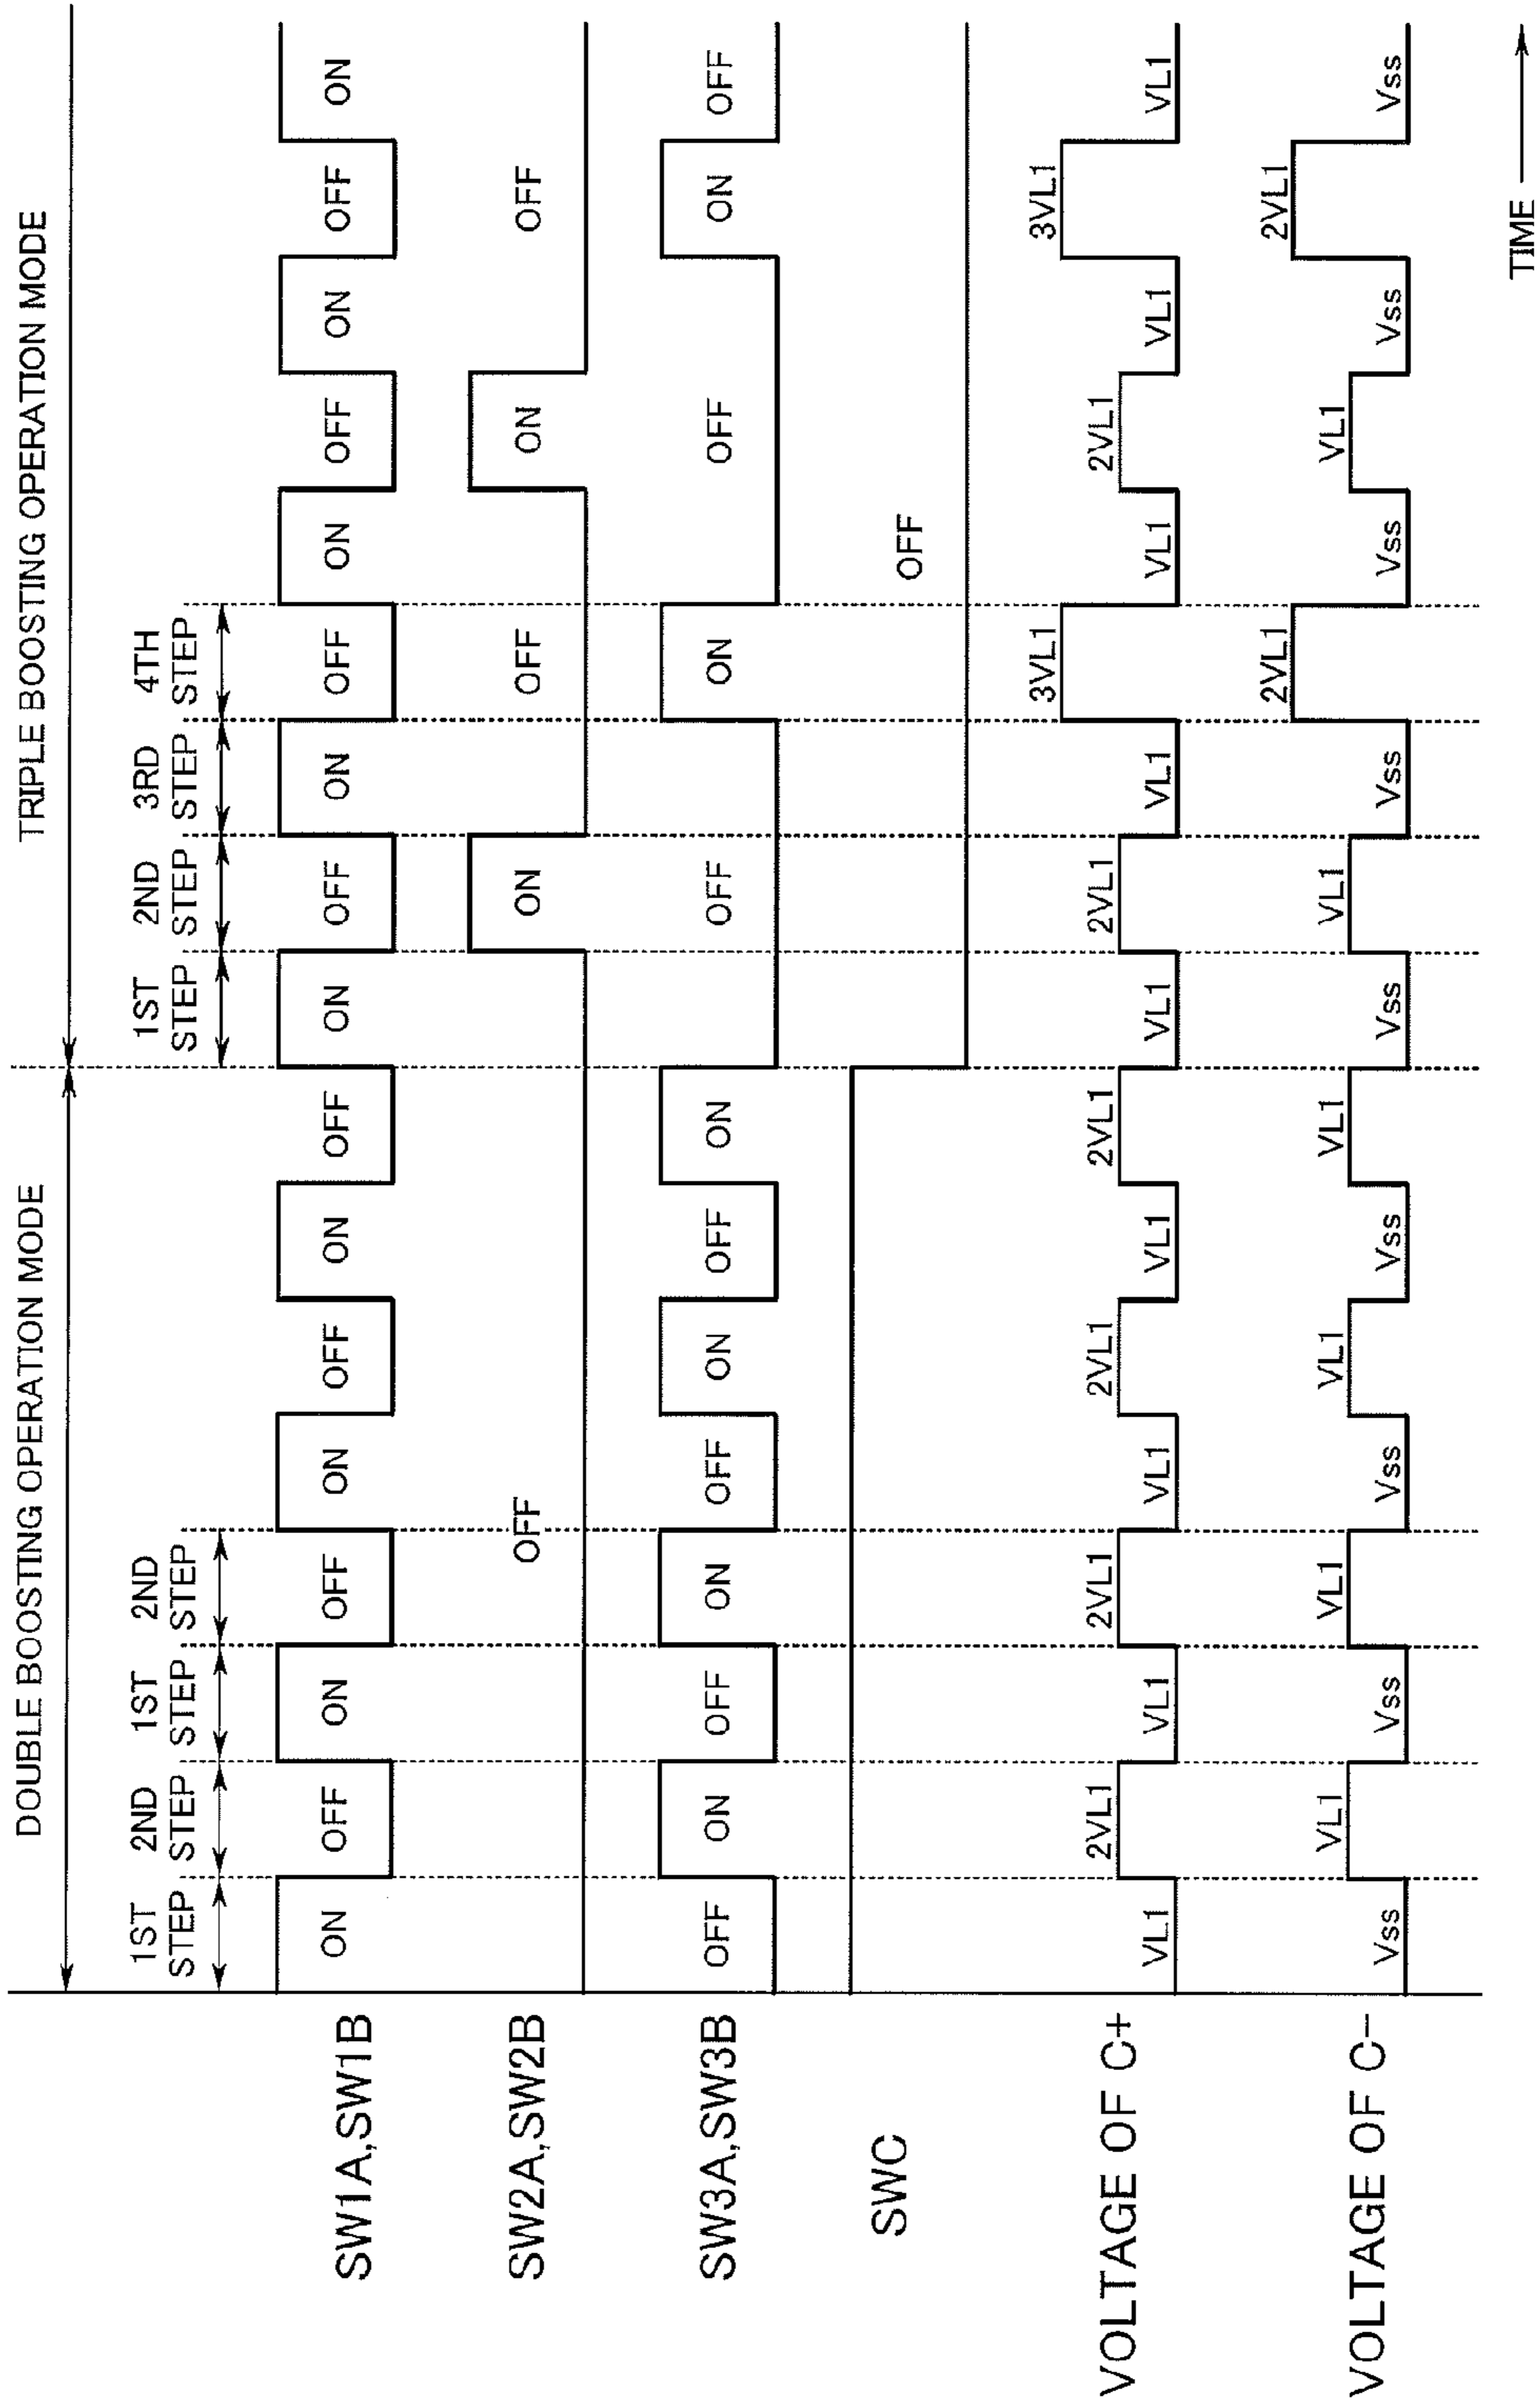 DOUBLE BOOSTING OPERATION MODE TRIPLE BOOSTING OPERATION MODE
1ST 2ND 1ST 2ND 1ST 2ND 3RD 4TH
STEP STEP STEP STEP STEP STEP STEP STEP
SW1A,SW1B ON OFF ON OFF ON OFF ON OFF ON OFF ON OFF ON OFF ON OFF ON
SW2A,SW2B OFF ON OFF ON OFF
SW3A,SW3B OFF ON OFF ON OFF ON OFF ON OFF ON OFF ON OFF
SWC OFF
VOLTAGE OF C+ VL1 2VL1 VL1 2VL1 VL1 2VL1 VL1 2VL1 VL1 2VL1 VL1 3VL1 VL1 2VL1 VL1 3VL1 VL1
VOLTAGE OF C− Vss VL1 Vss VL1 Vss VL1 Vss VL1 Vss VL1 Vss 2VL1 Vss VL1 Vss 2VL1 Vss
TIME